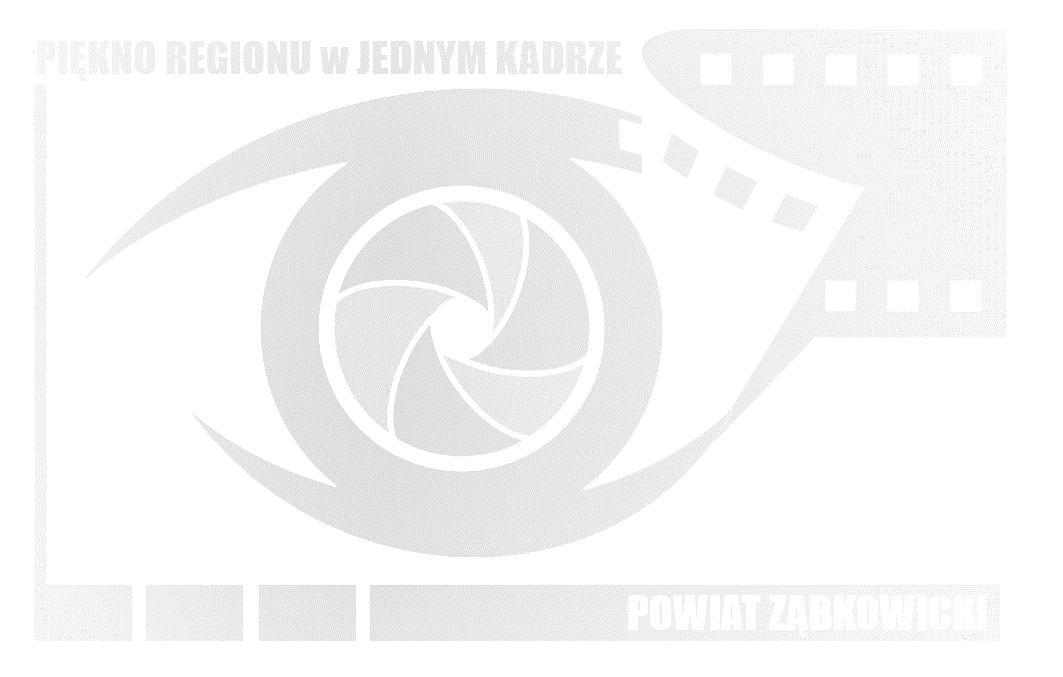 PIĘKNO REGIONU w JEDNYM KADRZE
POWIAT ZĄBKOWICKI